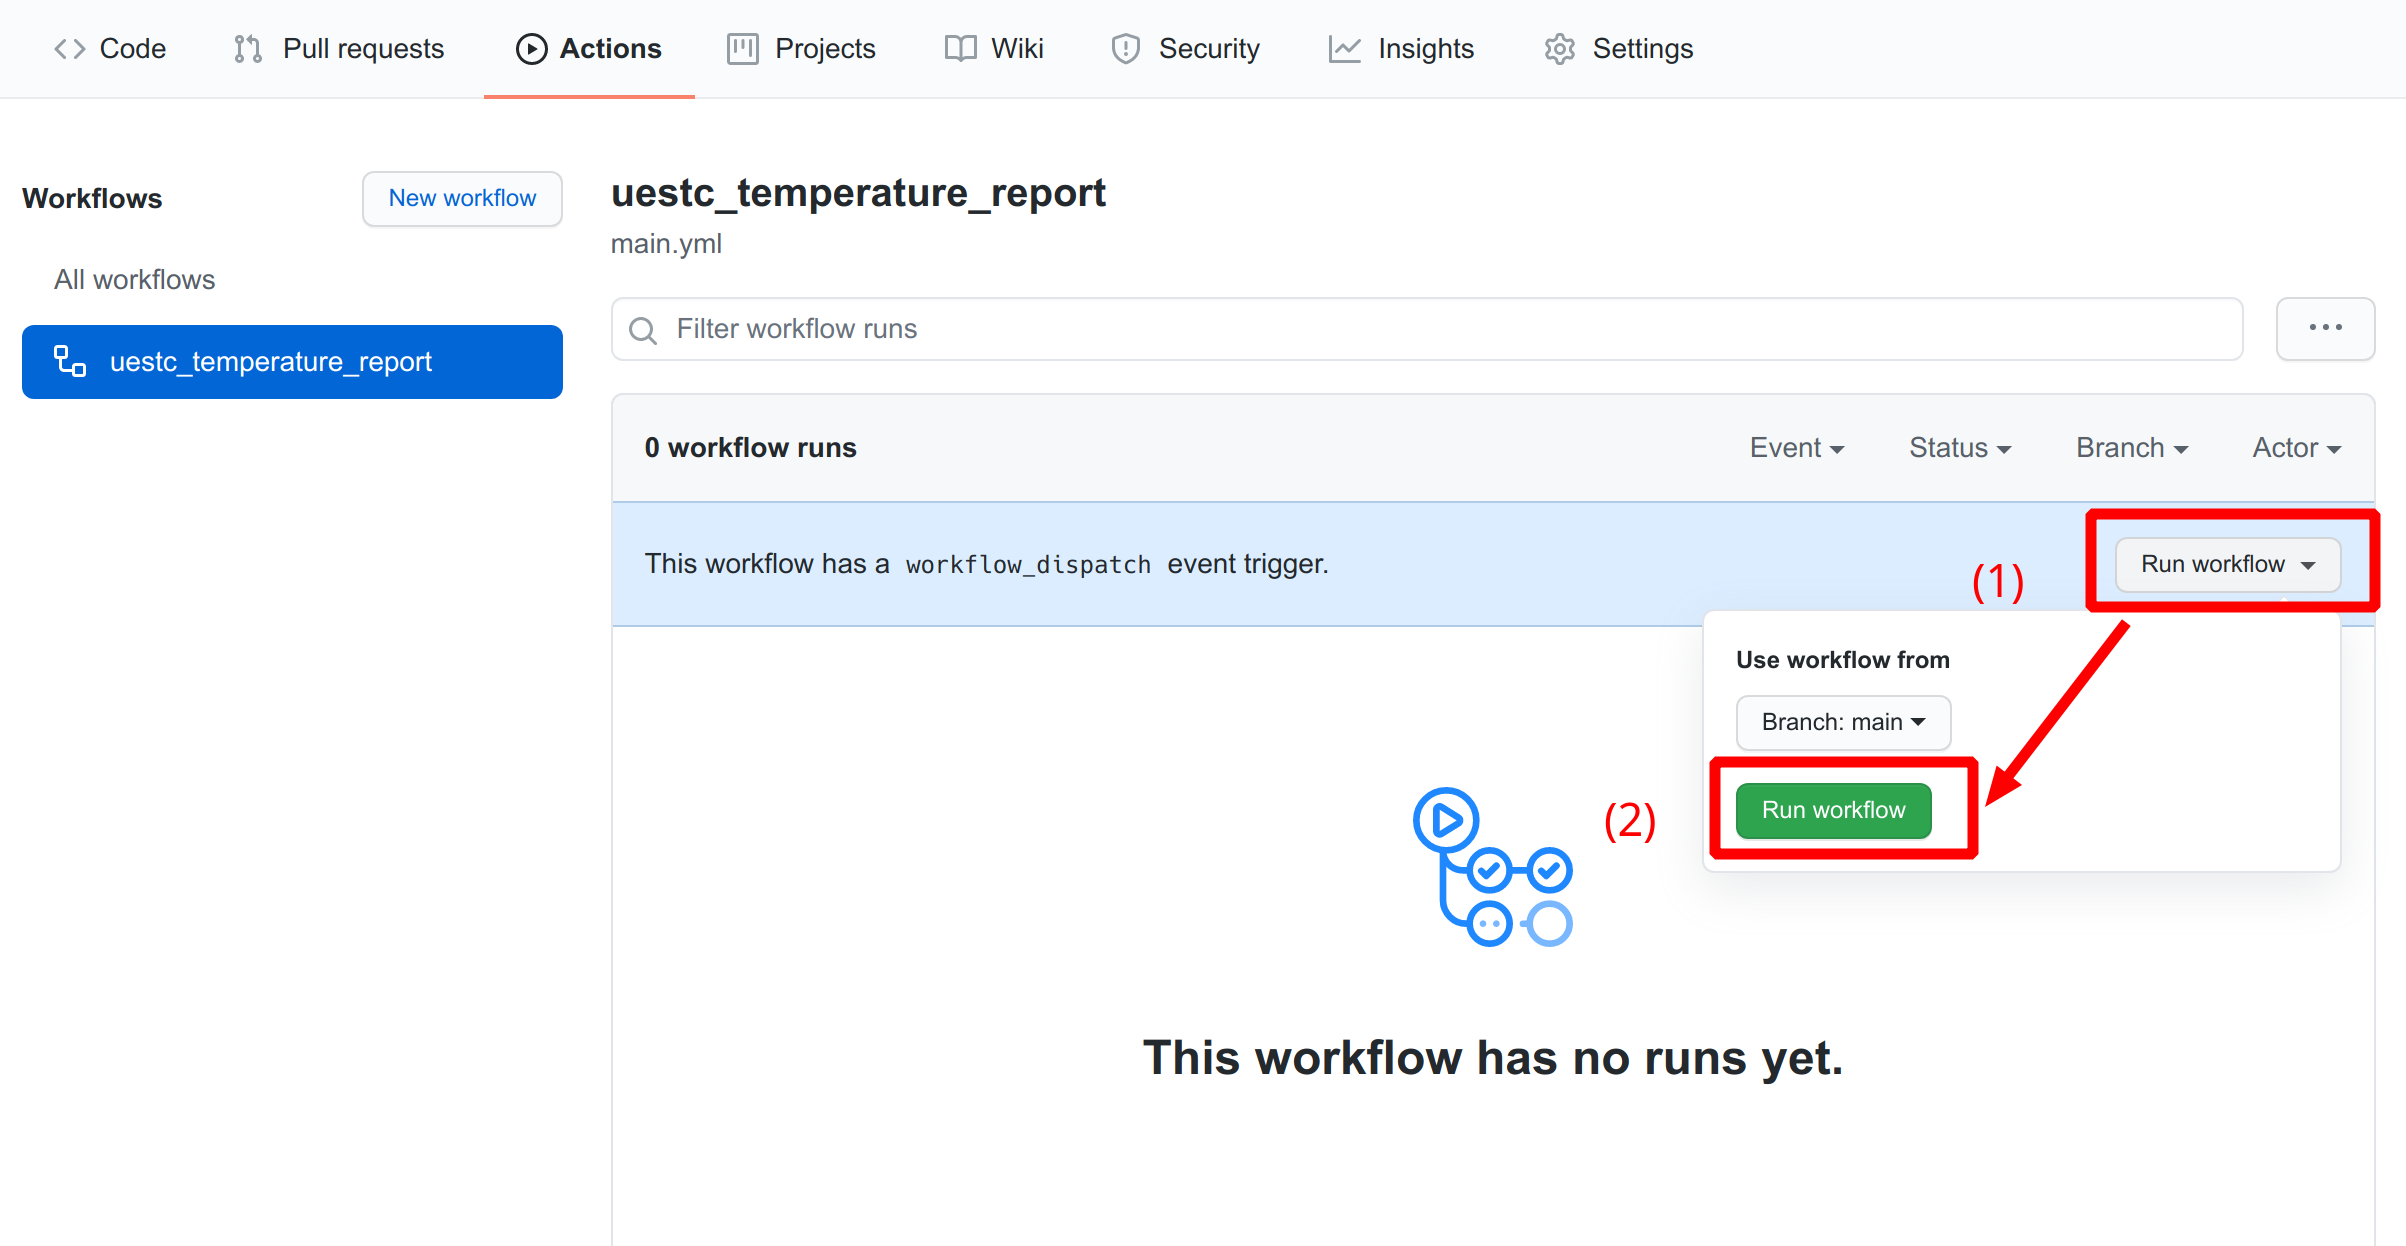 Code Pull requests Actions Projects Wiki Security Insights Settings
Workflows
New workflow
All workflows
uestc_temperature_report
uestc_temperature_report
main.yml
Filter workflow runs
...
0 workflow runs
Event Status Branch Actor
This workflow has a workflow_dispatch event trigger.
(1)
Run workflow
Use workflow from
Branch: main
(2)
Run workflow
This workflow has no runs yet.